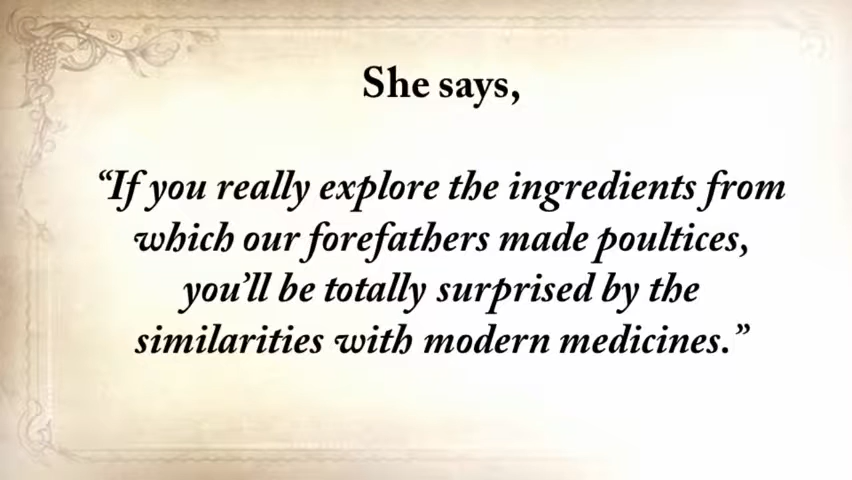 She says,
“If you really explore the ingredients from
which our forefathers made poultices,
you’ll be totally surprised by the
similarities with modern medicines.”